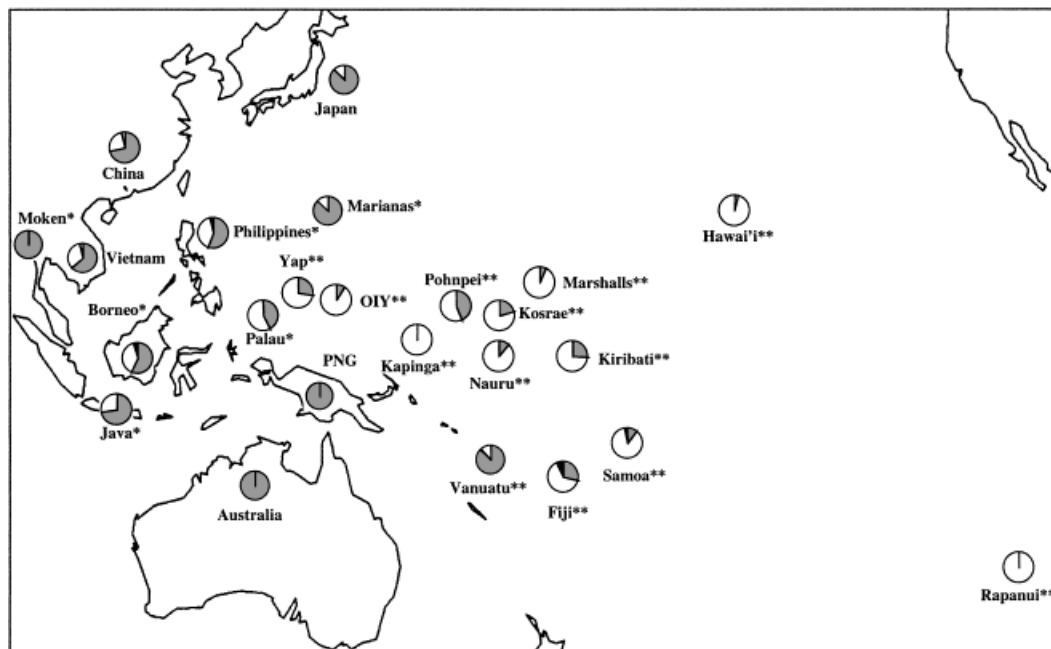 Japan
China
Moken*
Marianas*
Hawai'i**
Philippines*
Vietnam
Yap**
Pohnpei**
Marshalls**
OIY**
Borneo*
Kosrae**
Palau*
PNG
Kapinga**
Kiribati**
Nauru**
Java*
Samoa**
Vanuatu**
Fiji**
Australia
Rapanui**